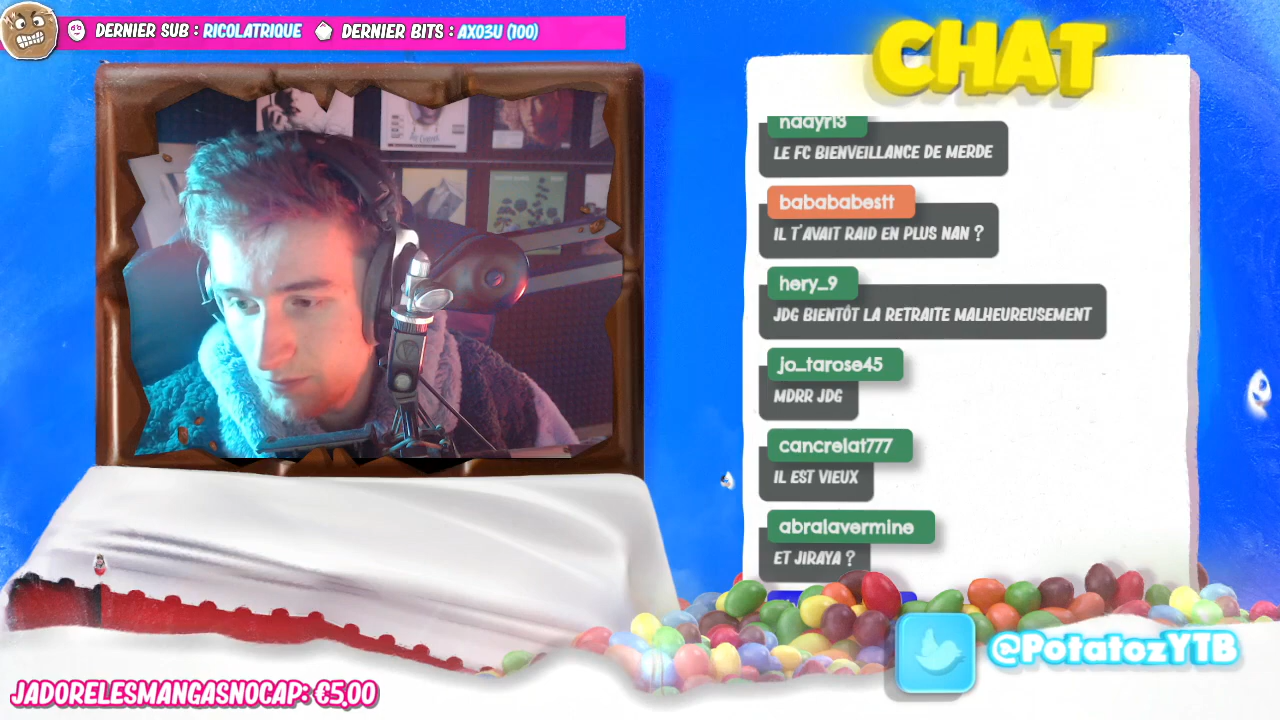 DERNIER SUB : RICOLATRIQUE DERNIER BITS : AXO3U (100)
CHAT
naayr13
LE FC BIENVEILLANCE DE MERDE
babababestt
IL T'AVAIT RAID EN PLUS NAN ?
hery_9
JDG BIENTÔT LA RETRAITE MALHEUREUSEMENT
jo_tarose45
MDRR JDG
cancrelat777
IL EST VIEUX
abralavermine
ET JIRAYA ?
@PotatozYTB
JADORELESMANGASNOCAP: €5,00